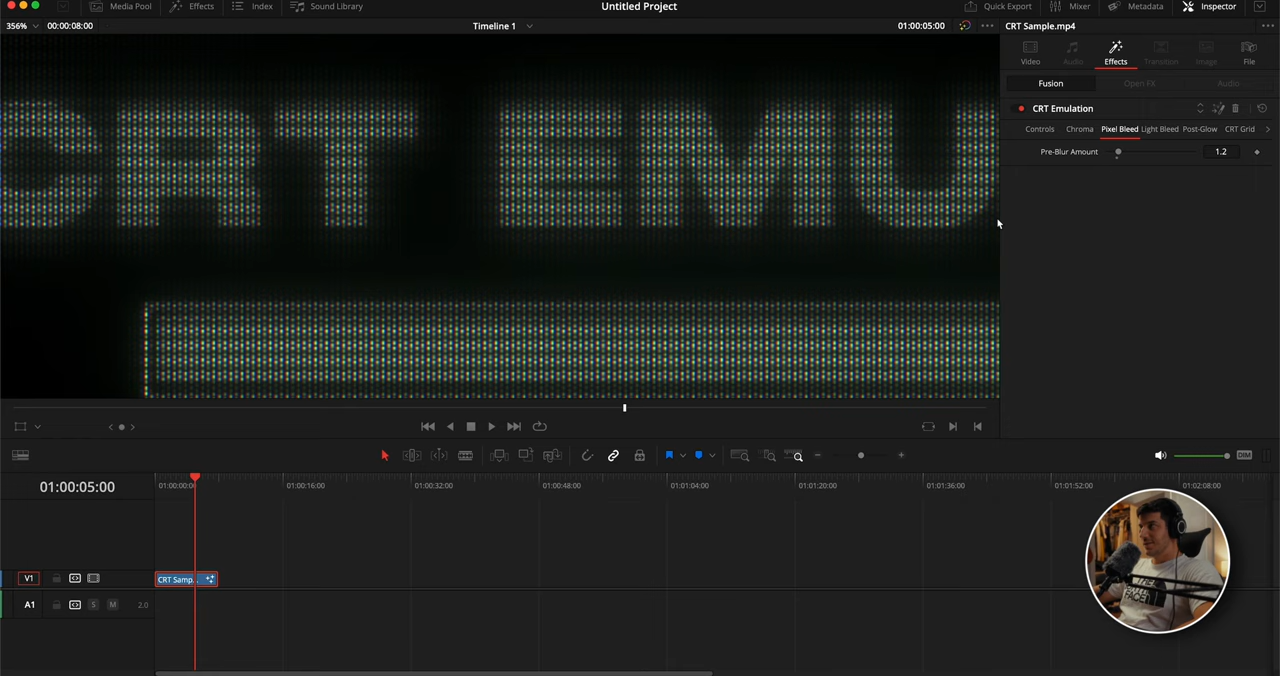 Media Pool
Effects
Index
Sound Library
Untitled Project
Quick Export
Mixer
Metadata
Inspector
356%
00:00:08:00
Timeline 1
01:00:05:00
CRT Sample.mp4
Video
Audio
Effects
Transition
Image
File
Fusion
Open FX
Audio
CRT Emulation
Controls
Chroma
Pixel Bleed
Light Bleed
Post-Glow
CRT Grid
Pre-Blur Amount
1.2
CRT EMU
DIM
01:00:05:00
01:00:00:00
01:00:16:00
01:00:32:00
01:00:48:00
01:01:04:00
01:01:20:00
01:01:36:00
01:01:52:00
01:02:08:00
V1
CRT Samp...
A1
S
M
2.0
THE
NORTH
FACE